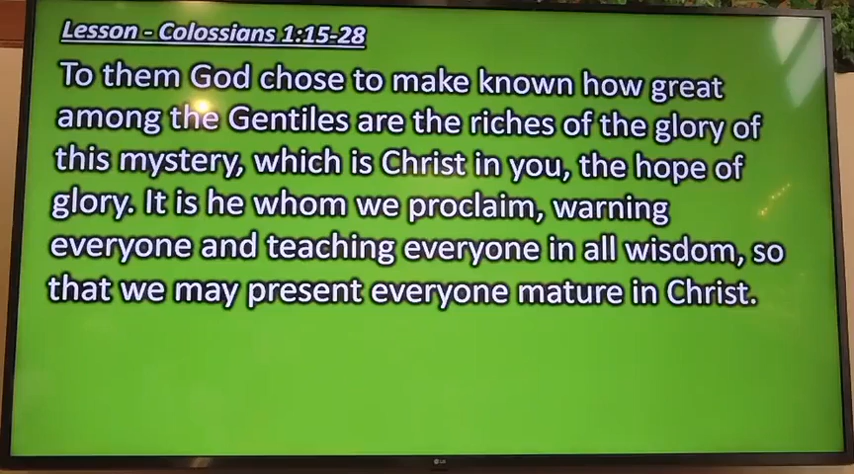 Lesson - Colossians 1:15-28
To them God chose to make known how great
among the Gentiles are the riches of the glory of
this mystery, which is Christ in you, the hope of
glory. It is he whom we proclaim, warning
everyone and teaching everyone in all wisdom, so
that we may present everyone mature in Christ.
LG